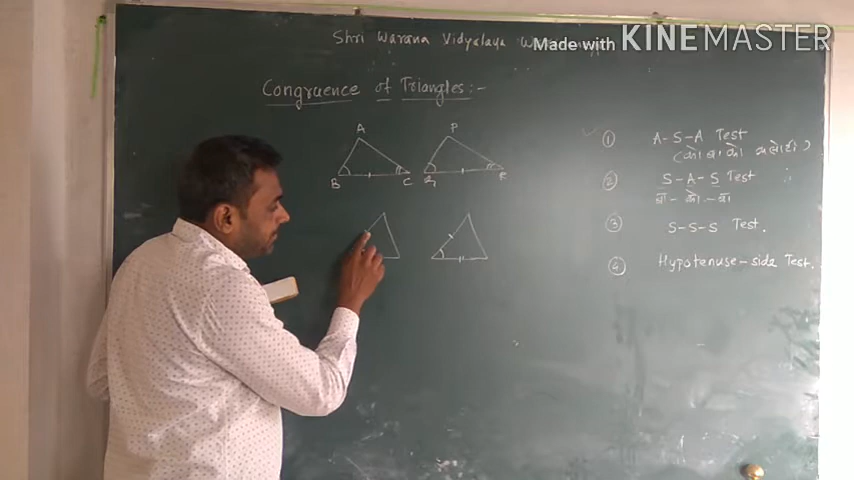 Shri Warana Vidyalaya
Made with KINEMASTER
Congruence of Triangles:-
A P
B C Q R
① A-S-A Test
(को बा को
② S-A-S Test
बा - को - बा
③ S-S-S Test.
④ Hypotenuse-side Test.